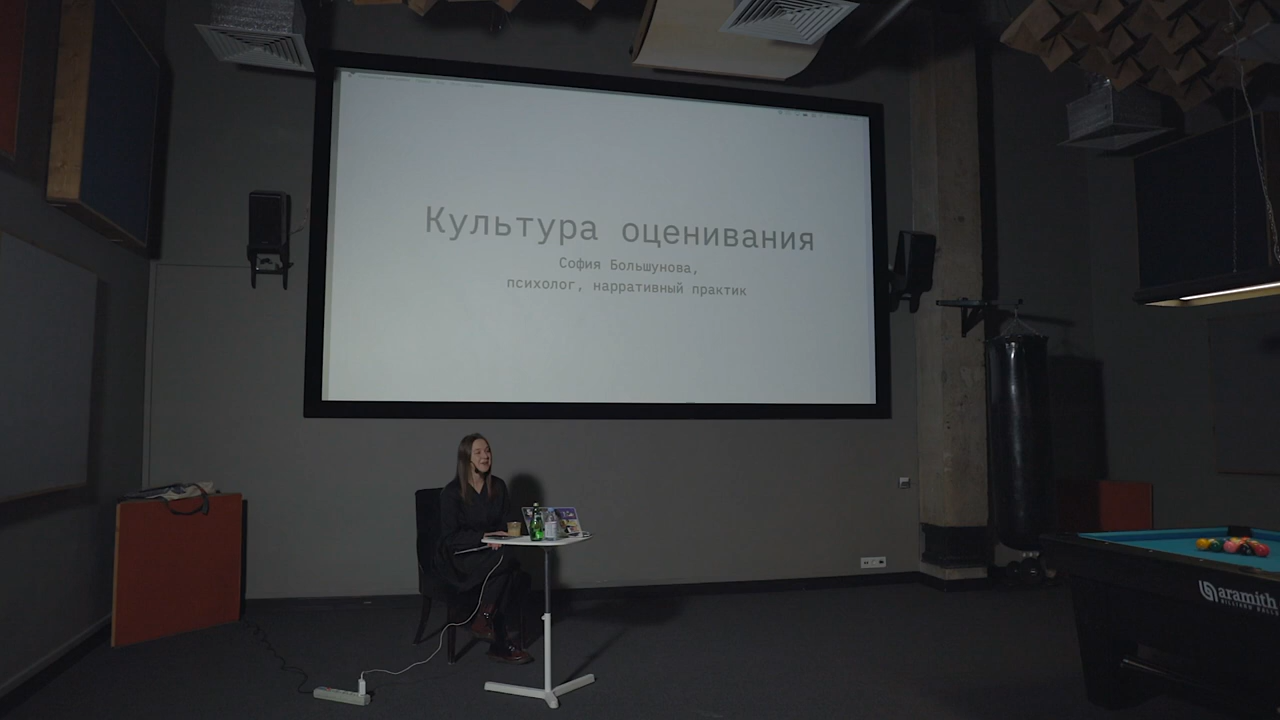 Культура оценивания
София Большунова,
психолог, нарративный практик
aramith